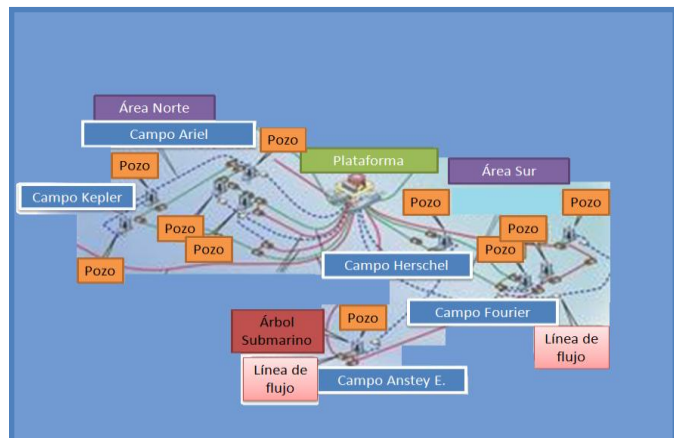 Área Norte
Campo Ariel
Pozo
Plataforma
Pozo
Área Sur
Campo Kepler
Pozo
Pozo
Pozo
Pozo
Pozo
Pozo
Pozo
Campo Herschel
Pozo
Campo Fourier
Árbol
Submarino
Pozo
Línea de
flujo
Línea de
flujo
Campo Anstey E.